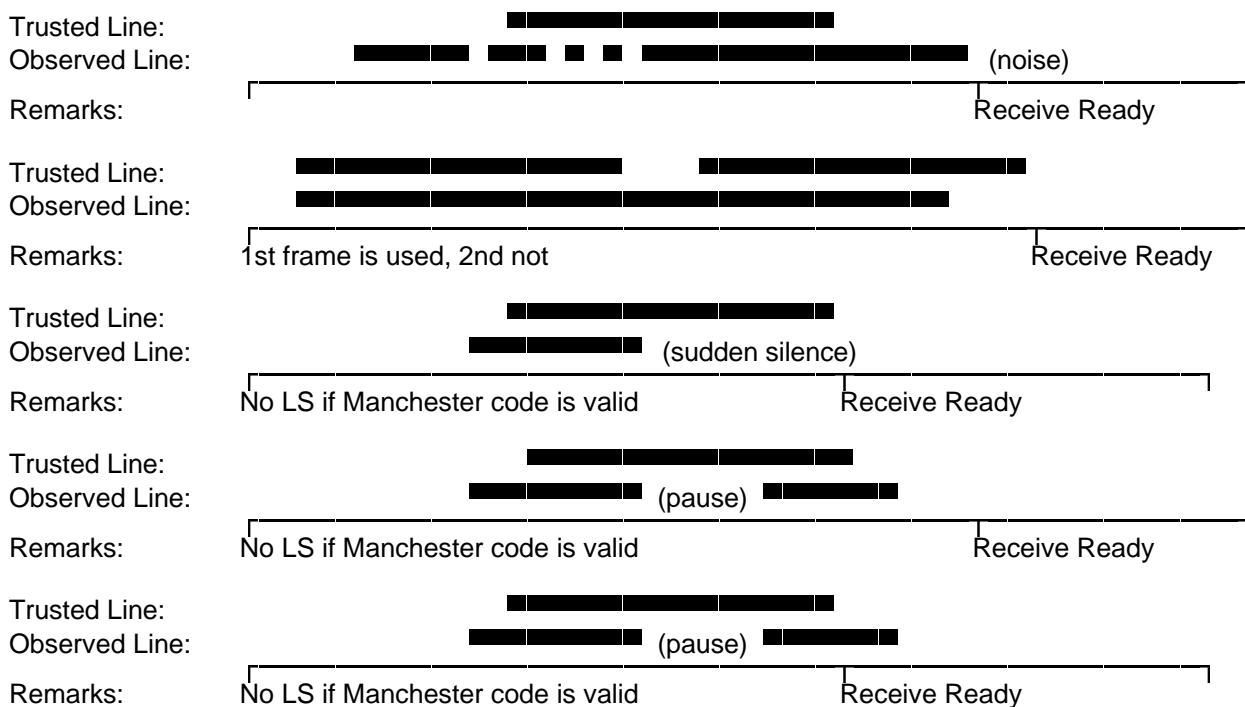 Trusted Line:
Observed Line: (noise)
Remarks: Receive Ready
Trusted Line:
Observed Line:
Remarks: 1st frame is used, 2nd not Receive Ready
Trusted Line:
Observed Line: (sudden silence)
Remarks: No LS if Manchester code is valid Receive Ready
Trusted Line:
Observed Line: (pause)
Remarks: No LS if Manchester code is valid Receive Ready
Trusted Line:
Observed Line: (pause)
Remarks: No LS if Manchester code is valid Receive Ready